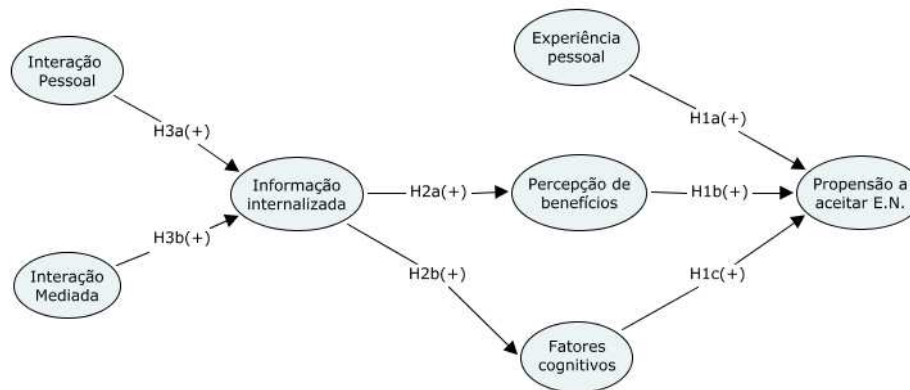 Interação
Pessoal
Experiência
pessoal
H3a(+)
H1a(+)
Informação
internalizada
H2a(+)
Percepção de
benefícios
H1b(+)
Propensão a
aceitar E.N.
H3b(+)
Interação
Mediada
H2b(+)
H1c(+)
Fatores
cognitivos